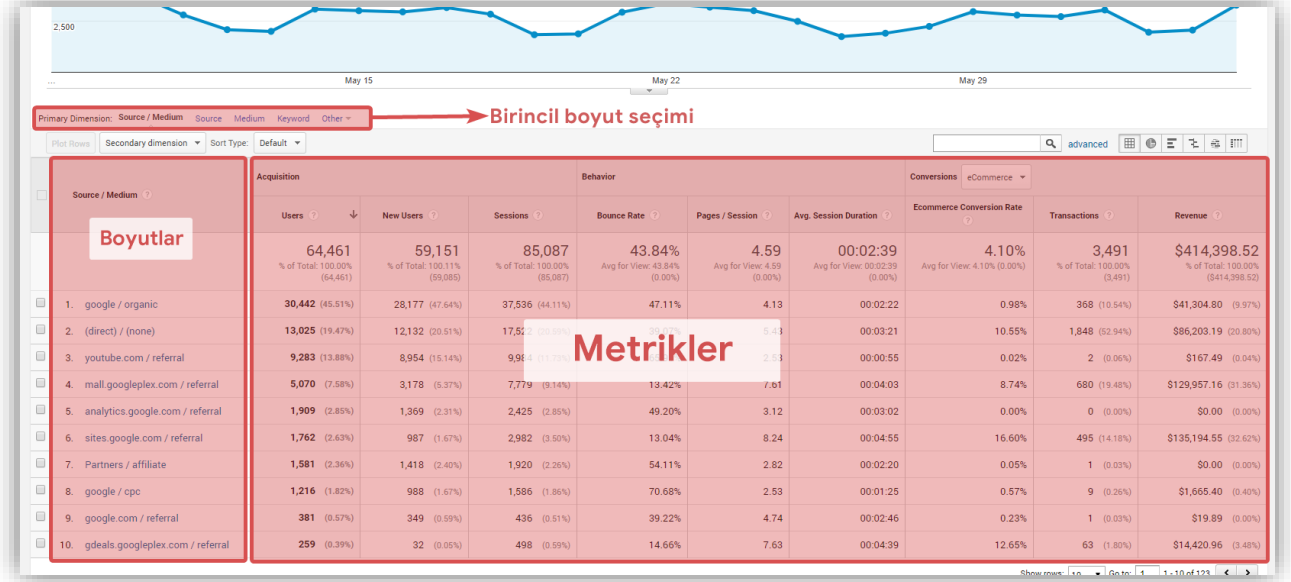 2.500
...
May 15 May 22 May 29
Primary Dimension: Source / Medium Source Medium Keyword Other
Birincil boyut seçimi
Plot Rows Secondary dimension Sort Type: Default advanced
Source / Medium Acquisition Behavior Conversions eCommerce
Users New Users Sessions Bounce Rate Pages / Session Avg. Session Duration Ecommerce Conversion Rate Transactions Revenue
Boyutlar
64,461 59,151 85,087 43.84% 4.59 00:02:39 4.10% 3,491 $414,398.52
% of Total: 100.00% % of Total: 100.11% % of Total: 100.00% Avg for View: 43.84% Avg for View: 4.59 Avg for View: 00:02:39 Avg for View: 4.10% (0.00%) % of Total: 100.00% % of Total: 100.00%
(64,461) (59,085) (85,087) (0.00%) (0.00%) (0.00%) (3,491) ($414,398.52)
1. google / organic 30,442 (45.51%) 28,177 (47.64%) 37,536 (44.11%) 47.11% 4.13 00:02:22 0.98% 368 (10.54%) $41,304.80 (9.97%)
2. (direct) / (none) 13,025 (19.47%) 12,132 (20.51%) 00:03:21 10.55% 1,848 (52.94%) $86,203.19 (20.80%)
Metrikler
3. youtube.com / referral 9,283 (13.88%) 8,954 (15.14%) 00:00:55 0.02% 2 (0.06%) $167.49 (0.04%)
4. mall.googleplex.com / referral 5,070 (7.58%) 3,178 (5.37%) 7,779 (9.14%) 13.42% 7.61 00:04:03 8.74% 680 (19.48%) $129,957.16 (31.36%)
5. analytics.google.com / referral 1,909 (2.85%) 1,369 (2.31%) 2,425 (2.85%) 49.20% 3.12 00:03:02 0.00% 0 (0.00%) $0.00 (0.00%)
6. sites.google.com / referral 1,762 (2.63%) 987 (1.67%) 2,982 (3.50%) 13.04% 8.24 00:04:55 16.60% 495 (14.18%) $135,194.55 (32.62%)
7. Partners / affiliate 1,581 (2.36%) 1,418 (2.40%) 1,920 (2.26%) 54.11% 2.82 00:02:20 0.05% 1 (0.03%) $0.00 (0.00%)
8. google / cpc 1,216 (1.82%) 988 (1.67%) 1,586 (1.86%) 70.68% 2.53 00:01:25 0.57% 9 (0.26%) $1,665.40 (0.40%)
9. google.com / referral 381 (0.57%) 349 (0.59%) 436 (0.51%) 39.22% 4.74 00:02:46 0.23% 1 (0.03%) $19.89 (0.00%)
10. gdeals.googleplex.com / referral 259 (0.39%) 32 (0.05%) 498 (0.59%) 14.66% 7.63 00:04:39 12.65% 63 (1.80%) $14,420.96 (3.48%)
Show rows: 10 Go to: 1 1 - 10 of 123